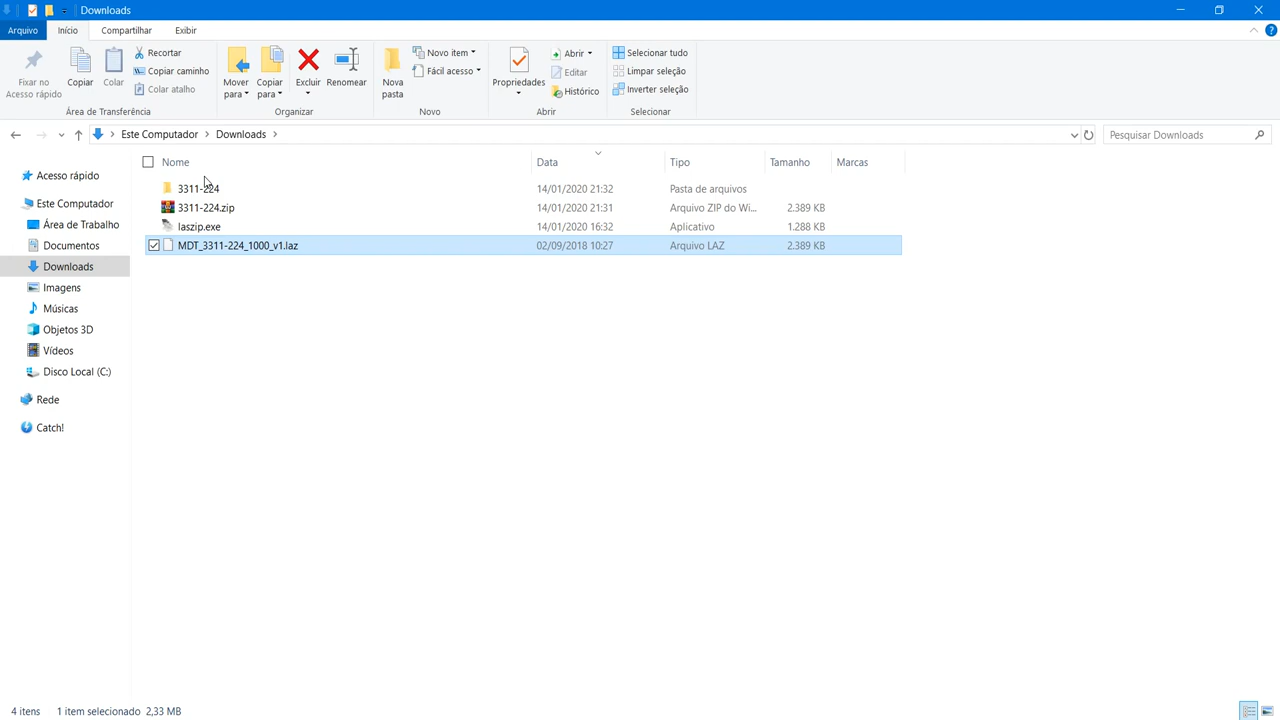 Downloads
Arquivo Início Compartilhar Exibir
Fixar no Acesso rápido
Copiar
Colar
Recortar
Copiar caminho
Colar atalho
Área de Transferência
Mover para
Copiar para
Excluir
Renomear
Organizar
Nova pasta
Novo item
Fácil acesso
Novo
Propriedades
Abrir
Editar
Histórico
Abrir
Selecionar tudo
Limpar seleção
Inverter seleção
Selecionar
Este Computador Downloads
Pesquisar Downloads
Acesso rápido
Este Computador
Área de Trabalho
Documentos
Downloads
Imagens
Músicas
Objetos 3D
Vídeos
Disco Local (C:)
Rede
Catch!
Nome Data Tipo Tamanho Marcas
3311-224 14/01/2020 21:32 Pasta de arquivos
3311-224.zip 14/01/2020 21:31 Arquivo ZIP do Wi... 2.389 KB
laszip.exe 14/01/2020 16:32 Aplicativo 1.288 KB
MDT_3311-224_1000_v1.laz 02/09/2018 10:27 Arquivo LAZ 2.389 KB
4 itens 1 item selecionado 2,33 MB